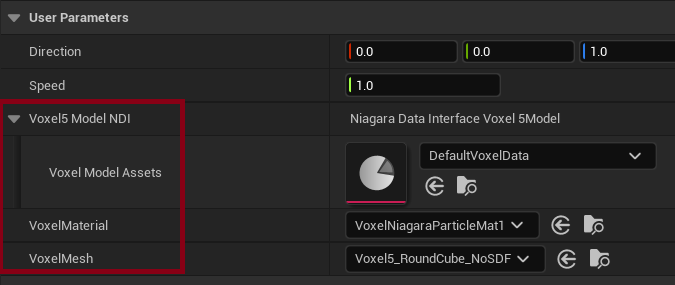 User Parameters
Direction 0.0 0.0 1.0
Speed 1.0
Voxel5 Model NDI Niagara Data Interface Voxel 5Model
Voxel Model Assets DefaultVoxelData
VoxelMaterial VoxelNiagaraParticleMat1
VoxelMesh Voxel5_RoundCube_NoSDF